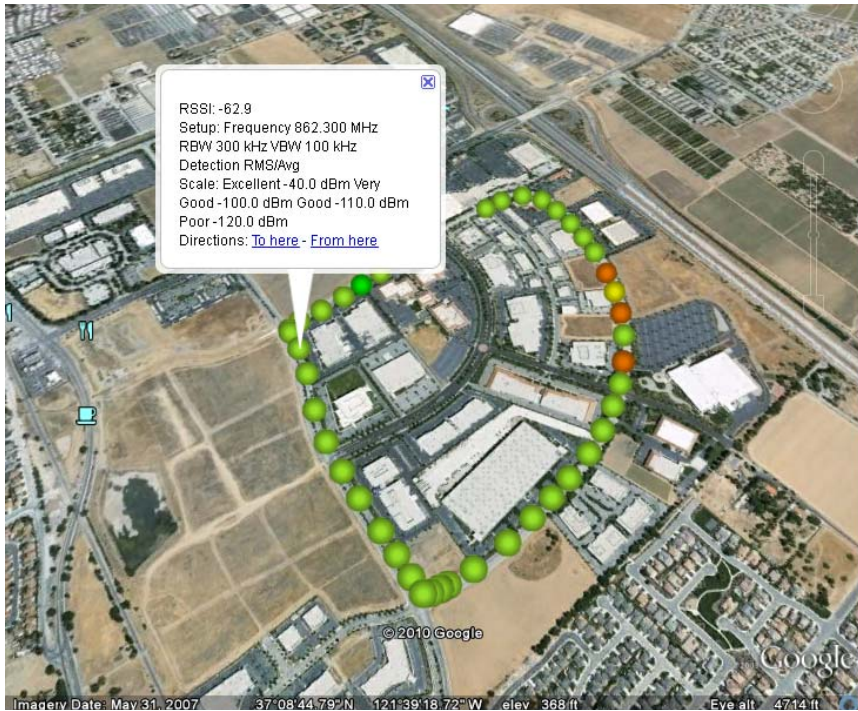 RSSI: -62.9
Setup: Frequency 862.300 MHz
RBW 300 kHz VBW 100 kHz
Detection RMS/Avg
Scale: Excellent -40.0 dBm Very
Good -100.0 dBm Good -110.0 dBm
Poor -120.0 dBm
Directions: To here - From here
© 2010 Google
Google
Imagery Date: May 31, 2007 37°08'44.79" N 121°39'18.72" W elev 368 ft Eye alt 4714 ft